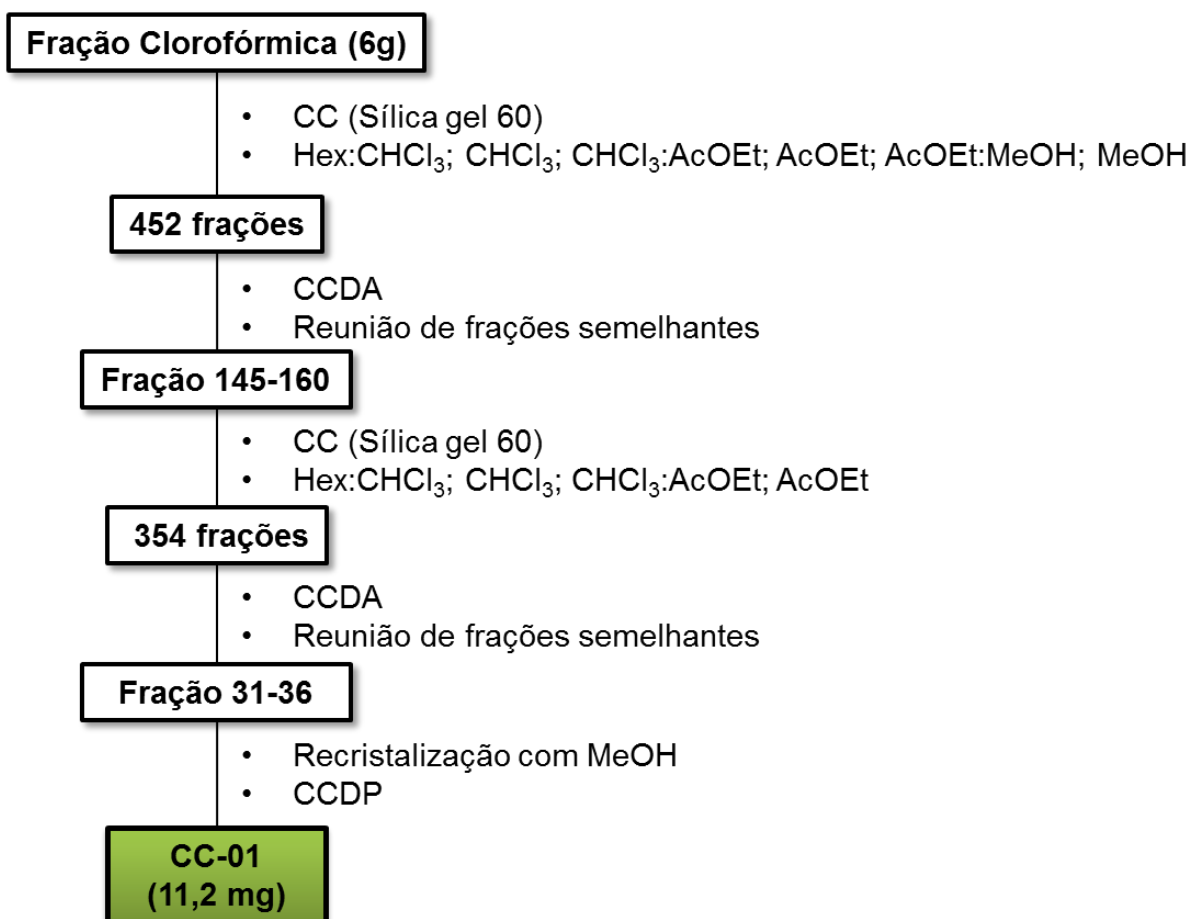 Fração Clorofórmica (6g)
• CC (Sílica gel 60)
• Hex:CHCl₃; CHCl₃; CHCl₃:AcOEt; AcOEt; AcOEt:MeOH; MeOH
452 frações
• CCDA
• Reunião de frações semelhantes
Fração 145-160
• CC (Sílica gel 60)
• Hex:CHCl₃; CHCl₃; CHCl₃:AcOEt; AcOEt
354 frações
• CCDA
• Reunião de frações semelhantes
Fração 31-36
• Recristalização com MeOH
• CCDP
CC-01
(11,2 mg)